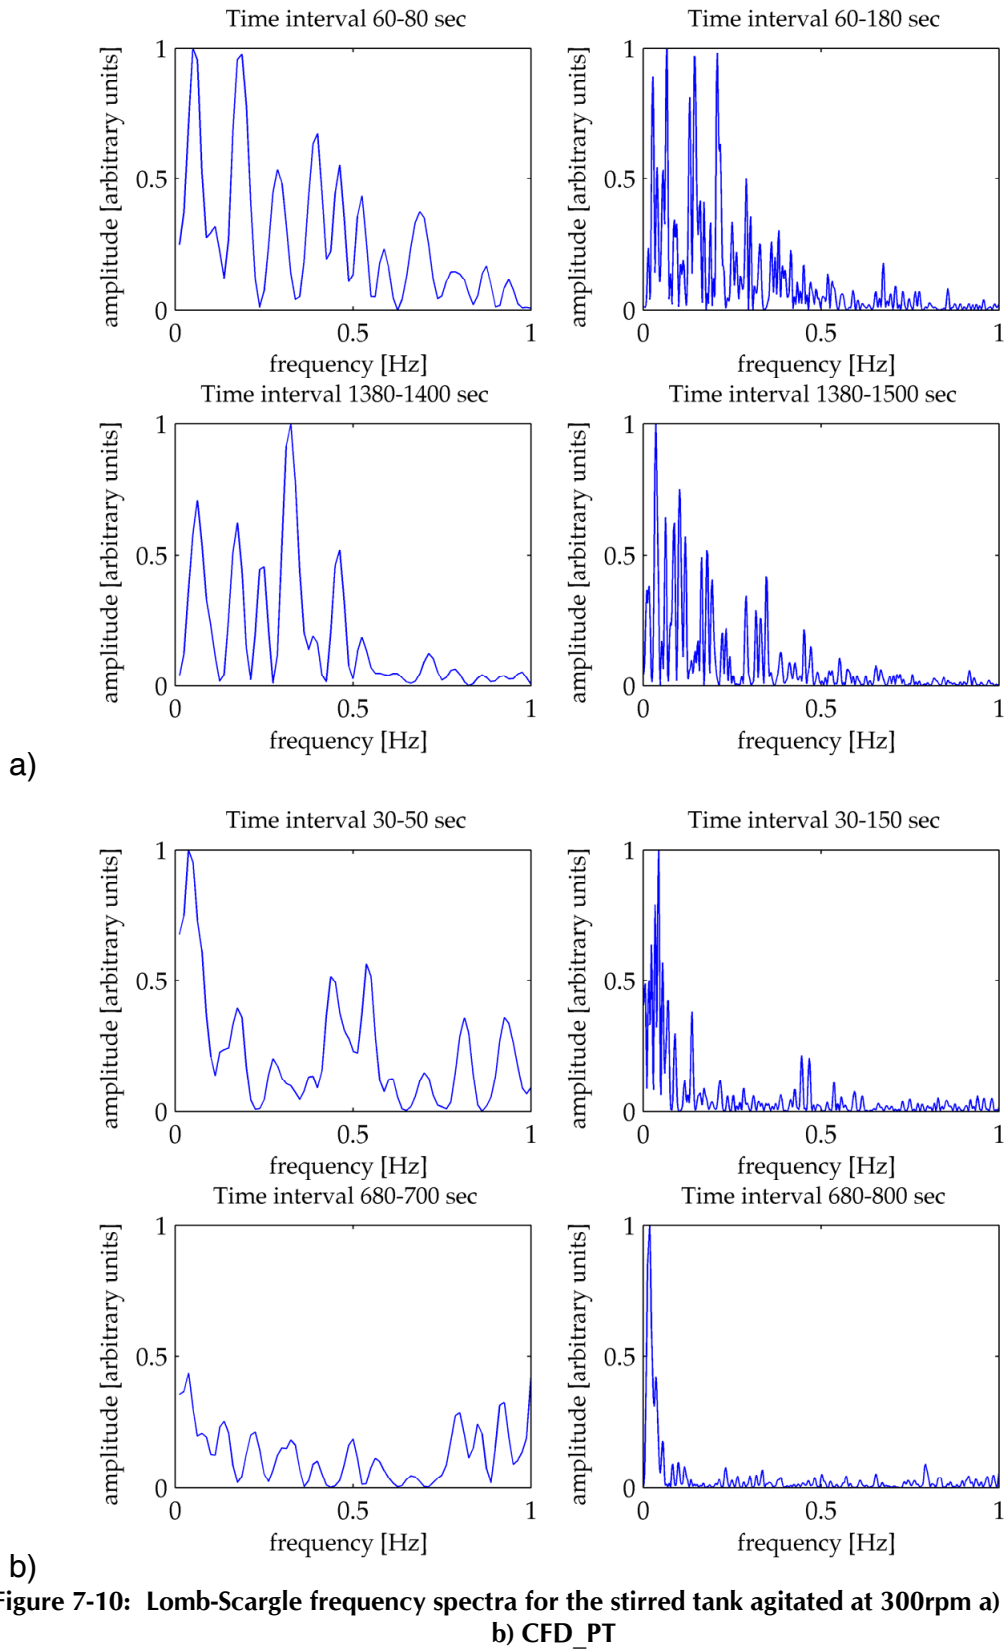 Time interval 60-80 sec
amplitude [arbitrary units]
1
0.5
0
0 0.5 1
frequency [Hz]
Time interval 60-180 sec
amplitude [arbitrary units]
1
0.5
0
0 0.5 1
frequency [Hz]
Time interval 1380-1400 sec
amplitude [arbitrary units]
1
0.5
0
0 0.5 1
frequency [Hz]
Time interval 1380-1500 sec
amplitude [arbitrary units]
1
0.5
0
0 0.5 1
frequency [Hz]
a)
Time interval 30-50 sec
amplitude [arbitrary units]
1
0.5
0
0 0.5 1
frequency [Hz]
Time interval 30-150 sec
amplitude [arbitrary units]
1
0.5
0
0 0.5 1
frequency [Hz]
Time interval 680-700 sec
amplitude [arbitrary units]
1
0.5
0
0 0.5 1
frequency [Hz]
Time interval 680-800 sec
amplitude [arbitrary units]
1
0.5
0
0 0.5 1
frequency [Hz]
b)
Figure 7-10: Lomb-Scargle frequency spectra for the stirred tank agitated at 300rpm a)
b) CFD_PT